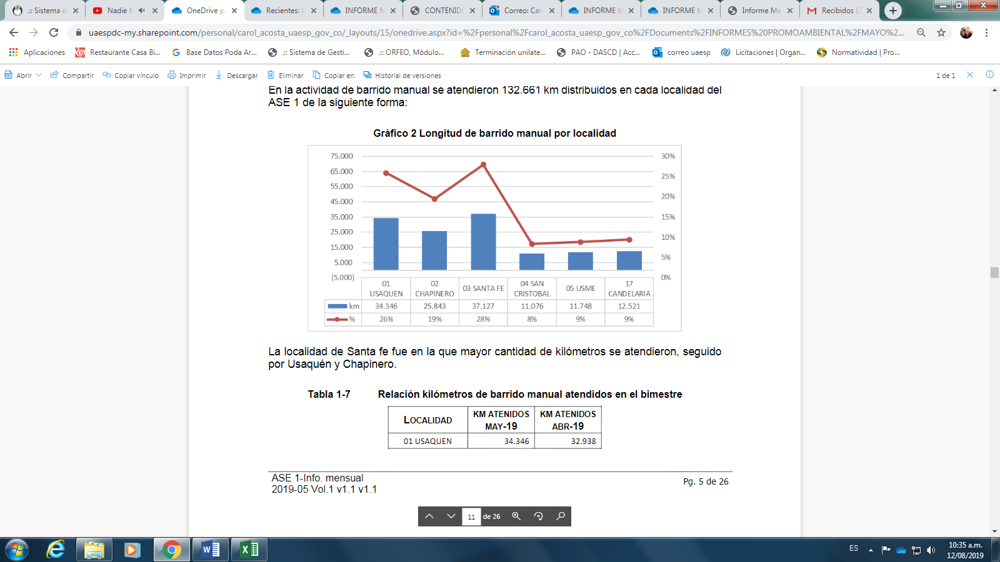 .:: Sistema d
Nadie M
OneDrive pa
Recientes: C
INFORME M
CONTENIDO
Correo: Car
INFORME M
INFORME M
Informe Me
Recibidos (3
uaespdc-my.sharepoint.com/personal/carol_acosta_uaesp_gov_co/_layouts/15/onedrive.aspx?id=%2Fpersonal%2Fcarol_acosta_uaesp_gov_co%2FDocuments%2FINFORMES%20PROMOAMBIENTAL%2FMAYO%2...
Aplicaciones
Restaurante Casa Bi...
Base Datos Poda Ar...
.:: Sistema de Gesti...
.:: ORFEO, Módulo...
Terminación unilate...
PAO - DASCD | Acc...
correo uaesp
Licitaciones | Organ...
Normatividad | Pro...
Abrir
Compartir
Copiar vínculo
Imprimir
Descargar
Eliminar
Copiar en
Historial de versiones
1 de 1
En la actividad de barrido manual se atendieron 132.661 km distribuidos en cada localidad del
ASE 1 de la siguiente forma:
Gráfico 2 Longitud de barrido manual por localidad
75.000 30%
65.000 25%
55.000 20%
45.000 15%
35.000 10%
25.000 5%
15.000 0%
5.000
(5.000)
01 USAQUEN 02 CHAPINERO 03 SANTA FE 04 SAN CRISTOBAL 05 USME 17 CANDELARIA
km 34.346 25.843 37.127 11.076 11.748 12.521
% 26% 19% 28% 8% 9% 9%
La localidad de Santa fe fue en la que mayor cantidad de kilómetros se atendieron, seguido
por Usaquén y Chapinero.
Tabla 1-7 Relación kilómetros de barrido manual atendidos en el bimestre
LOCALIDAD KM ATENIDOS MAY-19 KM ATENIDOS ABR-19
01 USAQUEN 34.346 32.938
ASE 1-Info. mensual
2019-05 Vol.1 v1.1 v1.1
Pg. 5 de 26
11 de 26
ES
10:35 a.m.
12/08/2019